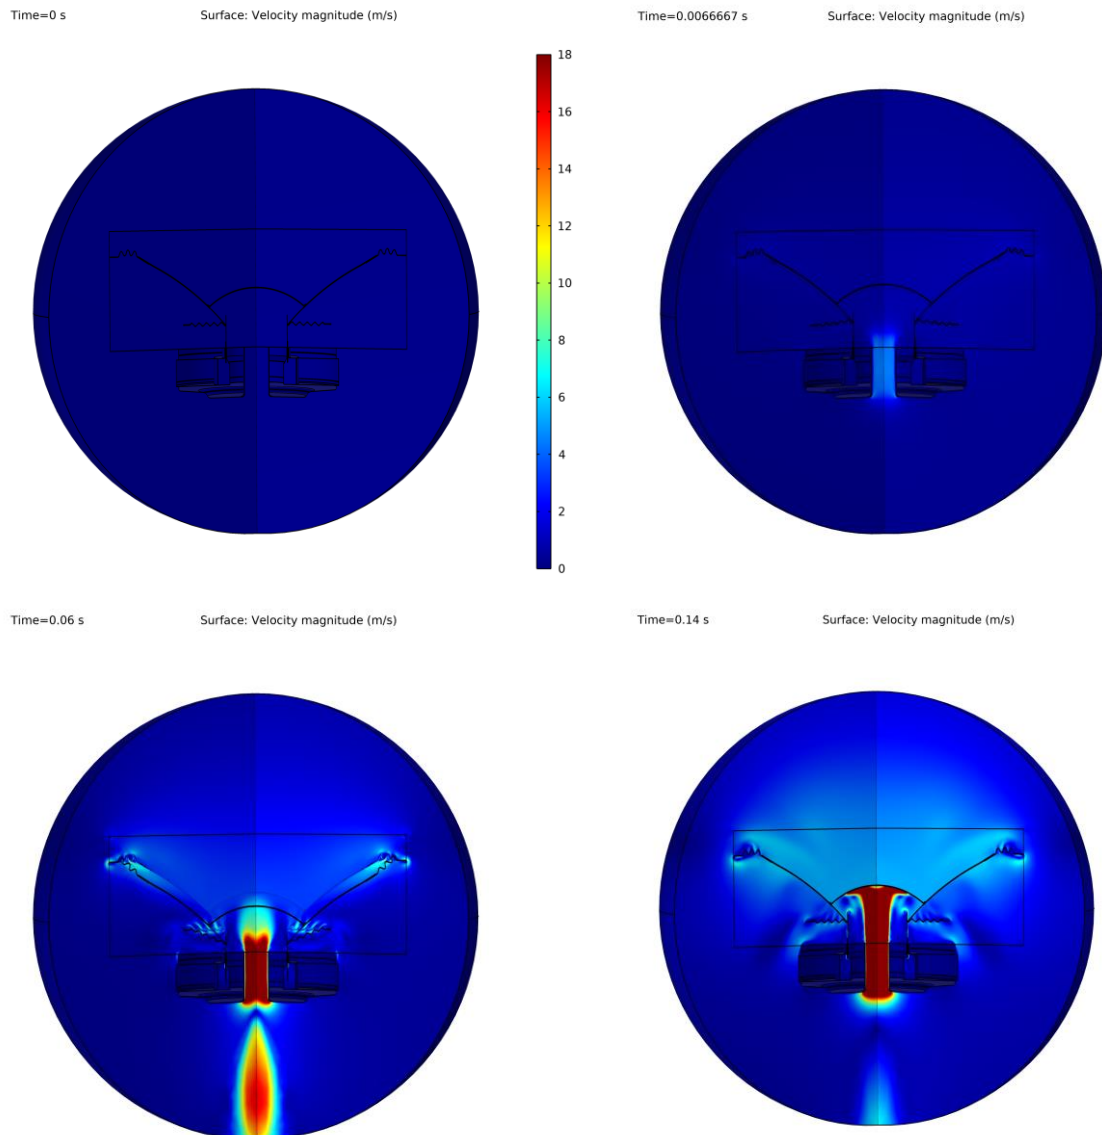 Time=0 s Surface: Velocity magnitude (m/s)
Time=0.0066667 s Surface: Velocity magnitude (m/s)
18
16
14
12
10
8
6
4
2
0
Time=0.06 s Surface: Velocity magnitude (m/s)
Time=0.14 s Surface: Velocity magnitude (m/s)